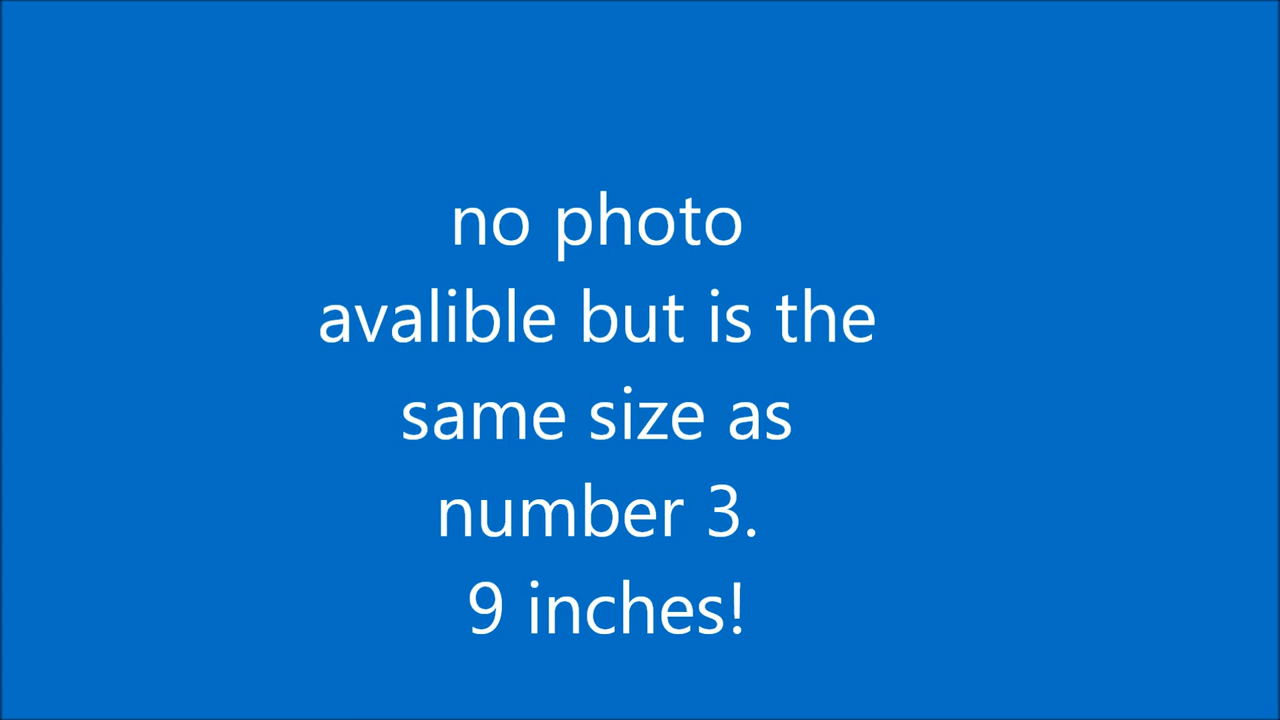 no photo
avalible but is the
same size as
number 3.
9 inches!